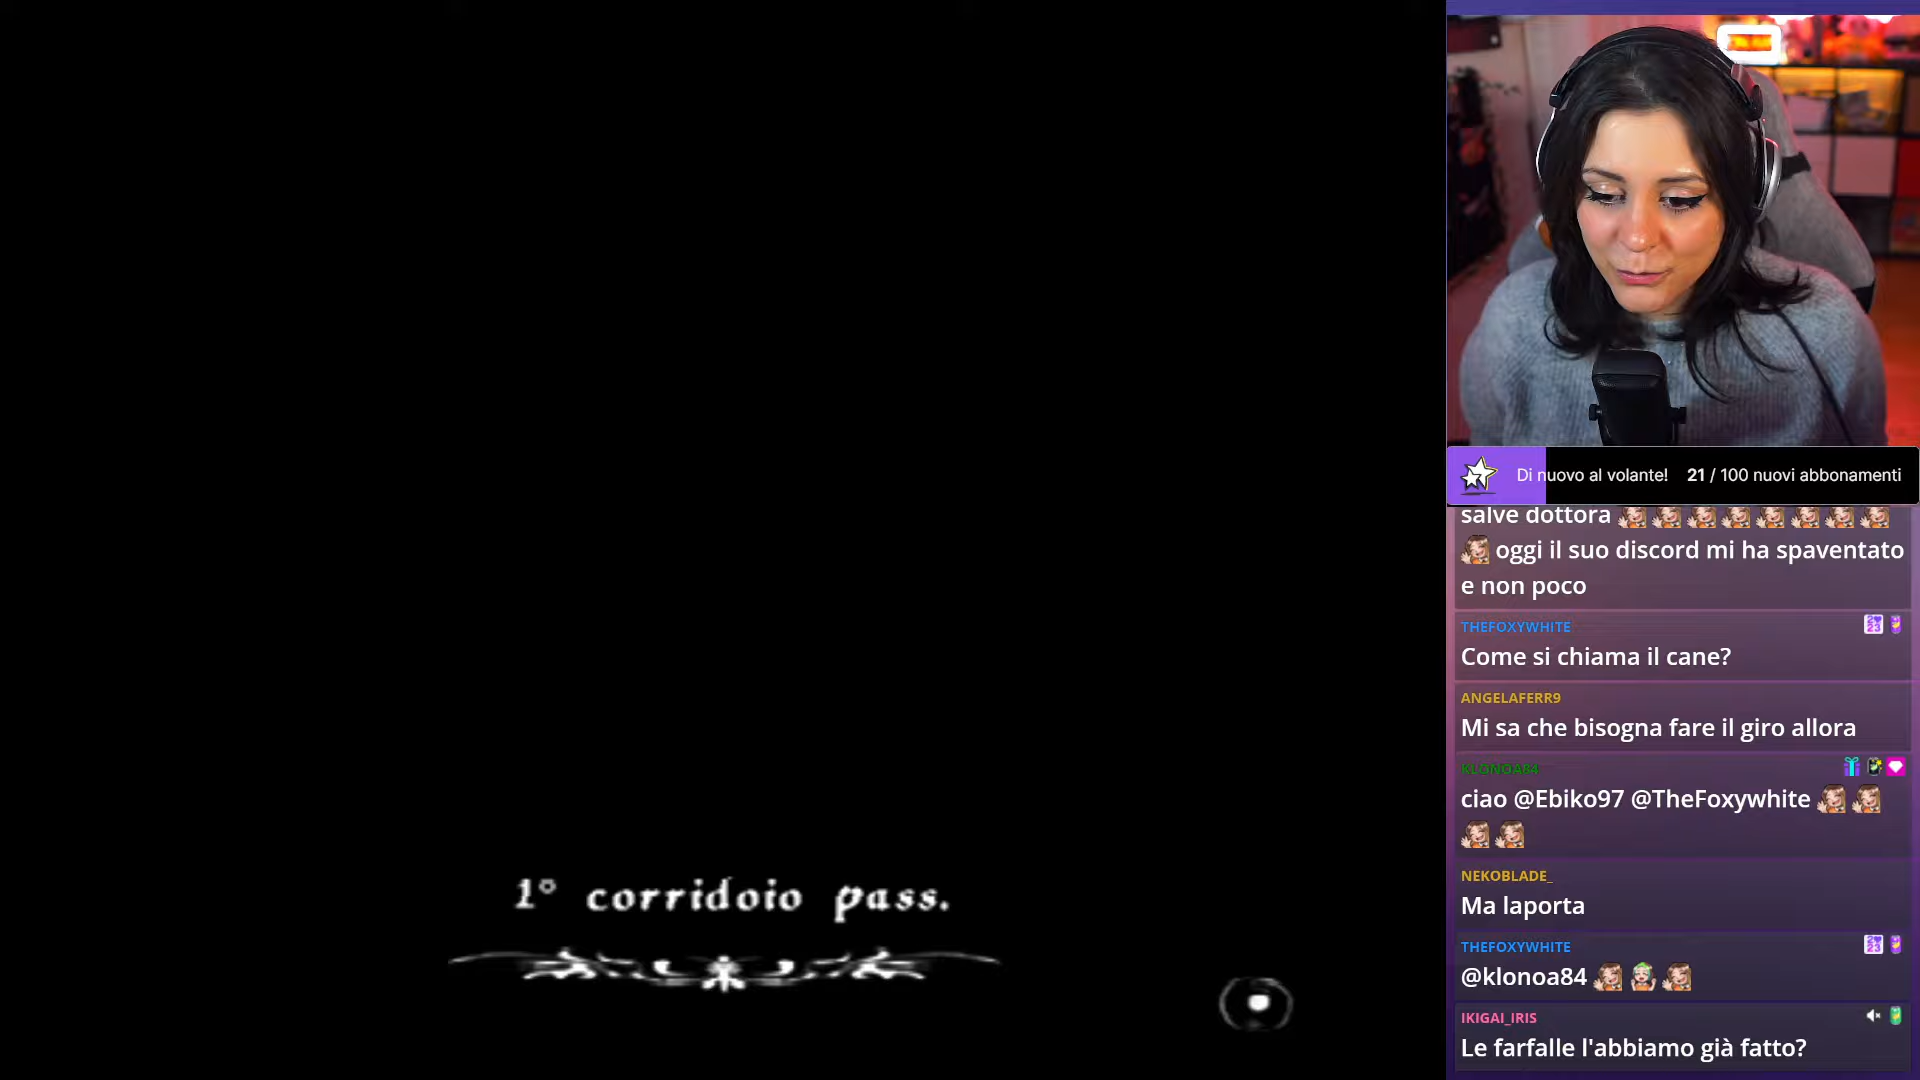 1° corridoio pass.
Di nuovo al volante! 21 / 100 nuovi abbonamenti
salve dottora
oggi il suo discord mi ha spaventato
e non poco
THEFOXYWHITE
Come si chiama il cane?
ANGELAFERR9
Mi sa che bisogna fare il giro allora
KLONOA84
ciao @Ebiko97 @TheFoxywhite
NEKOBLADE_
Ma laporta
THEFOXYWHITE
@klonoa84
IKIGAI_IRIS
Le farfalle l'abbiamo già fatto?